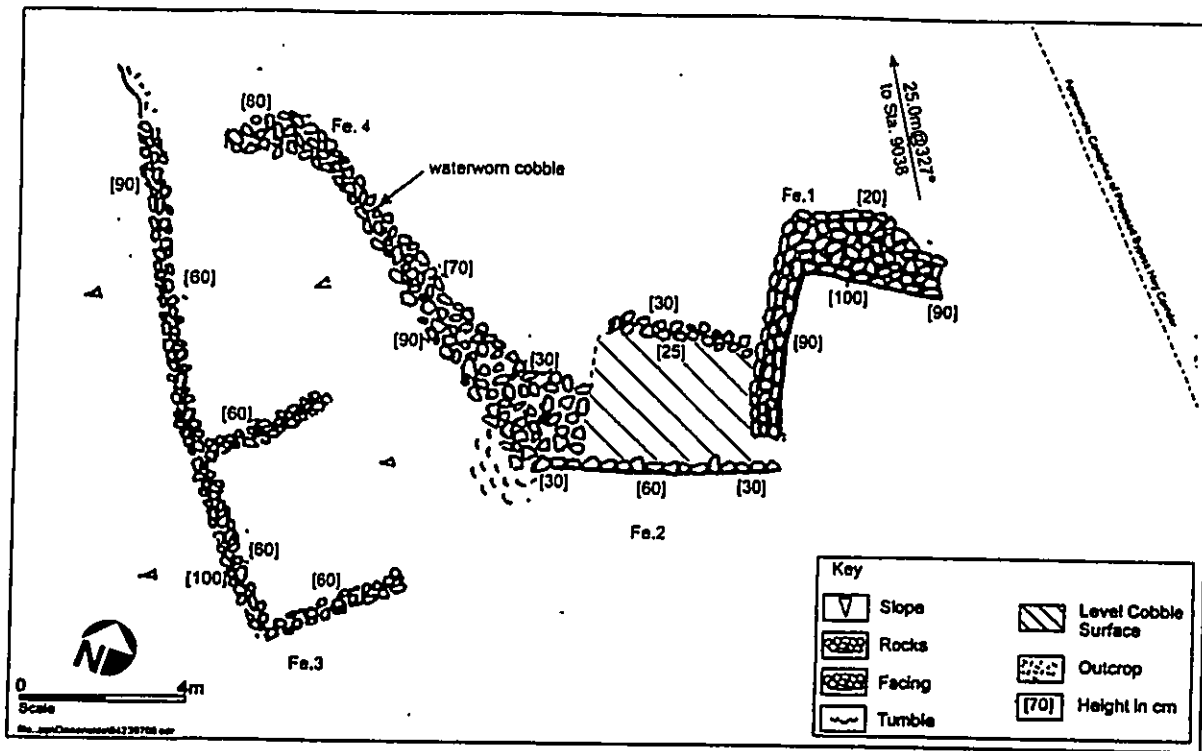 [80]
Fe. 4
[90]
waterworn cobble
25.0m@327°
to Sta. 9038
Fe.1
[20]
[60]
[70]
[100]
[90]
[30]
[25]
[90]
[90]
[30]
[60]
[30]
[60]
[30]
Fe.2
[60]
[100]
[60]
Fe.3
N
0
4m
Scale
Key
Slope
Rocks
Facing
Tumble
Level Cobble
Surface
Outcrop
[70]
Height in cm